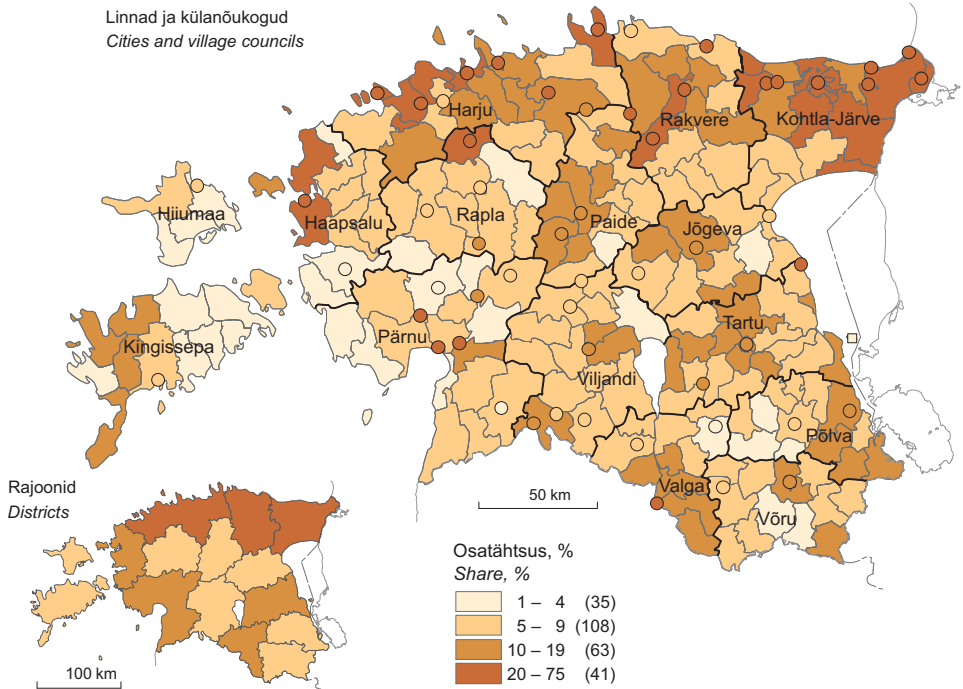 Linnad ja külanõukogud
Cities and village councils
Harju
Rakvere
Kohtla-Järve
Hiiumaa
Haapsalu
Rapla
Paide
Jõgeva
Kingissepa
Pärnu
Tartu
Viljandi
Põlva
Valga
Võru
50 km
Rajoonid
Districts
100 km
Osatähtsus, %
Share, %
1 – 4 (35)
5 – 9 (108)
10 – 19 (63)
20 – 75 (41)